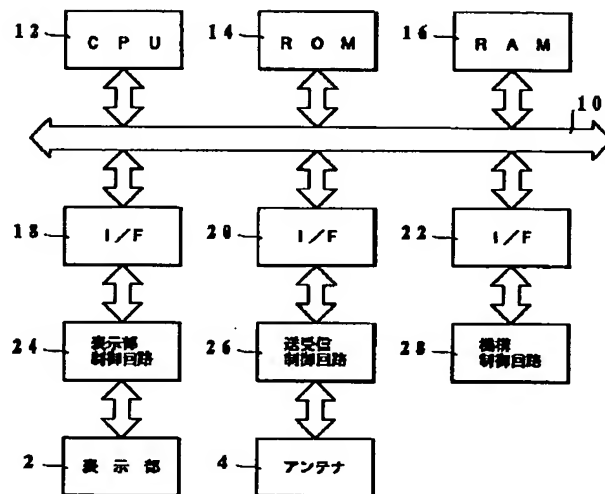 12 CPU 14 ROM 16 RAM
10
18 I/F 20 I/F 22 I/F
24 表示部 26 送受信 28 機構
制御回路 制御回路 制御回路
2 表示部 4 アンテナ